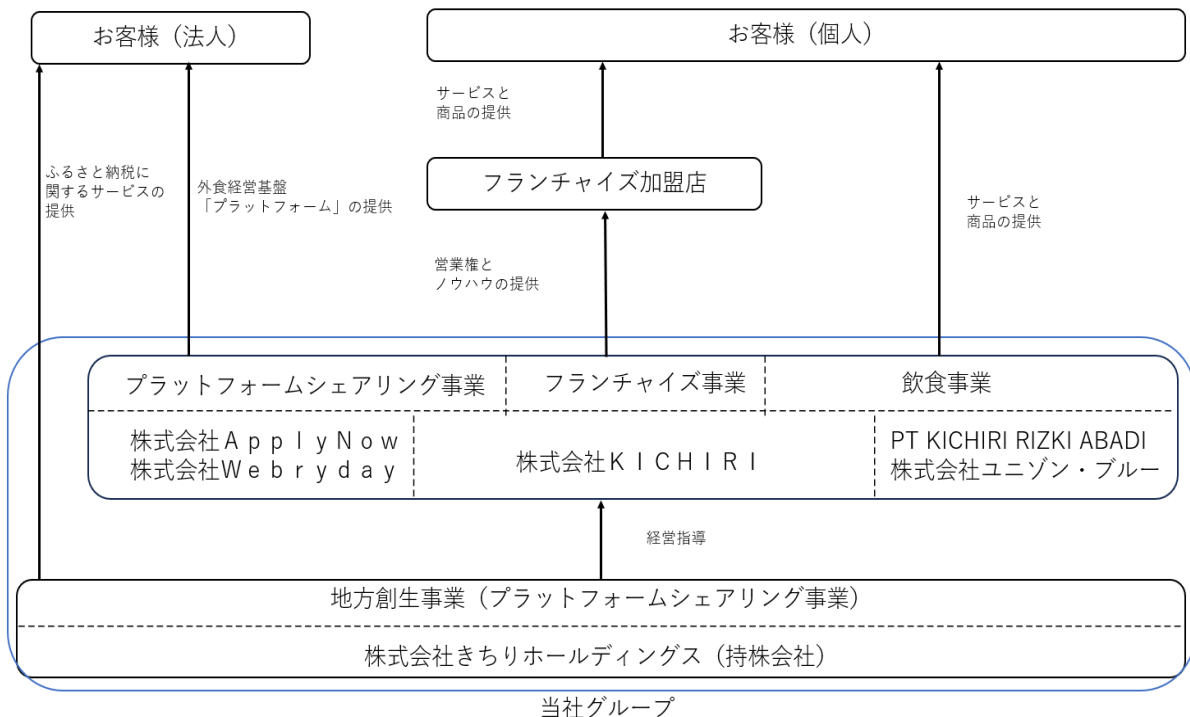 お客様（法人）
お客様（個人）
サービスと
商品の提供
ふるさと納税に
関するサービスの
提供
外食経営基盤
「プラットフォーム」の提供
フランチャイズ加盟店
サービスと
商品の提供
営業権と
ノウハウの提供
プラットフォームシェアリング事業
フランチャイズ事業
飲食事業
株式会社ＡｐｐｌｙＮｏｗ
株式会社Ｗｅｂｒｙｄａｙ
株式会社ＫＩＣＨＩＲＩ
PT KICHIRI RIZKI ABADI
株式会社ユニゾン・ブルー
経営指導
地方創生事業（プラットフォームシェアリング事業）
株式会社きちりホールディングス（持株会社）
当社グループ